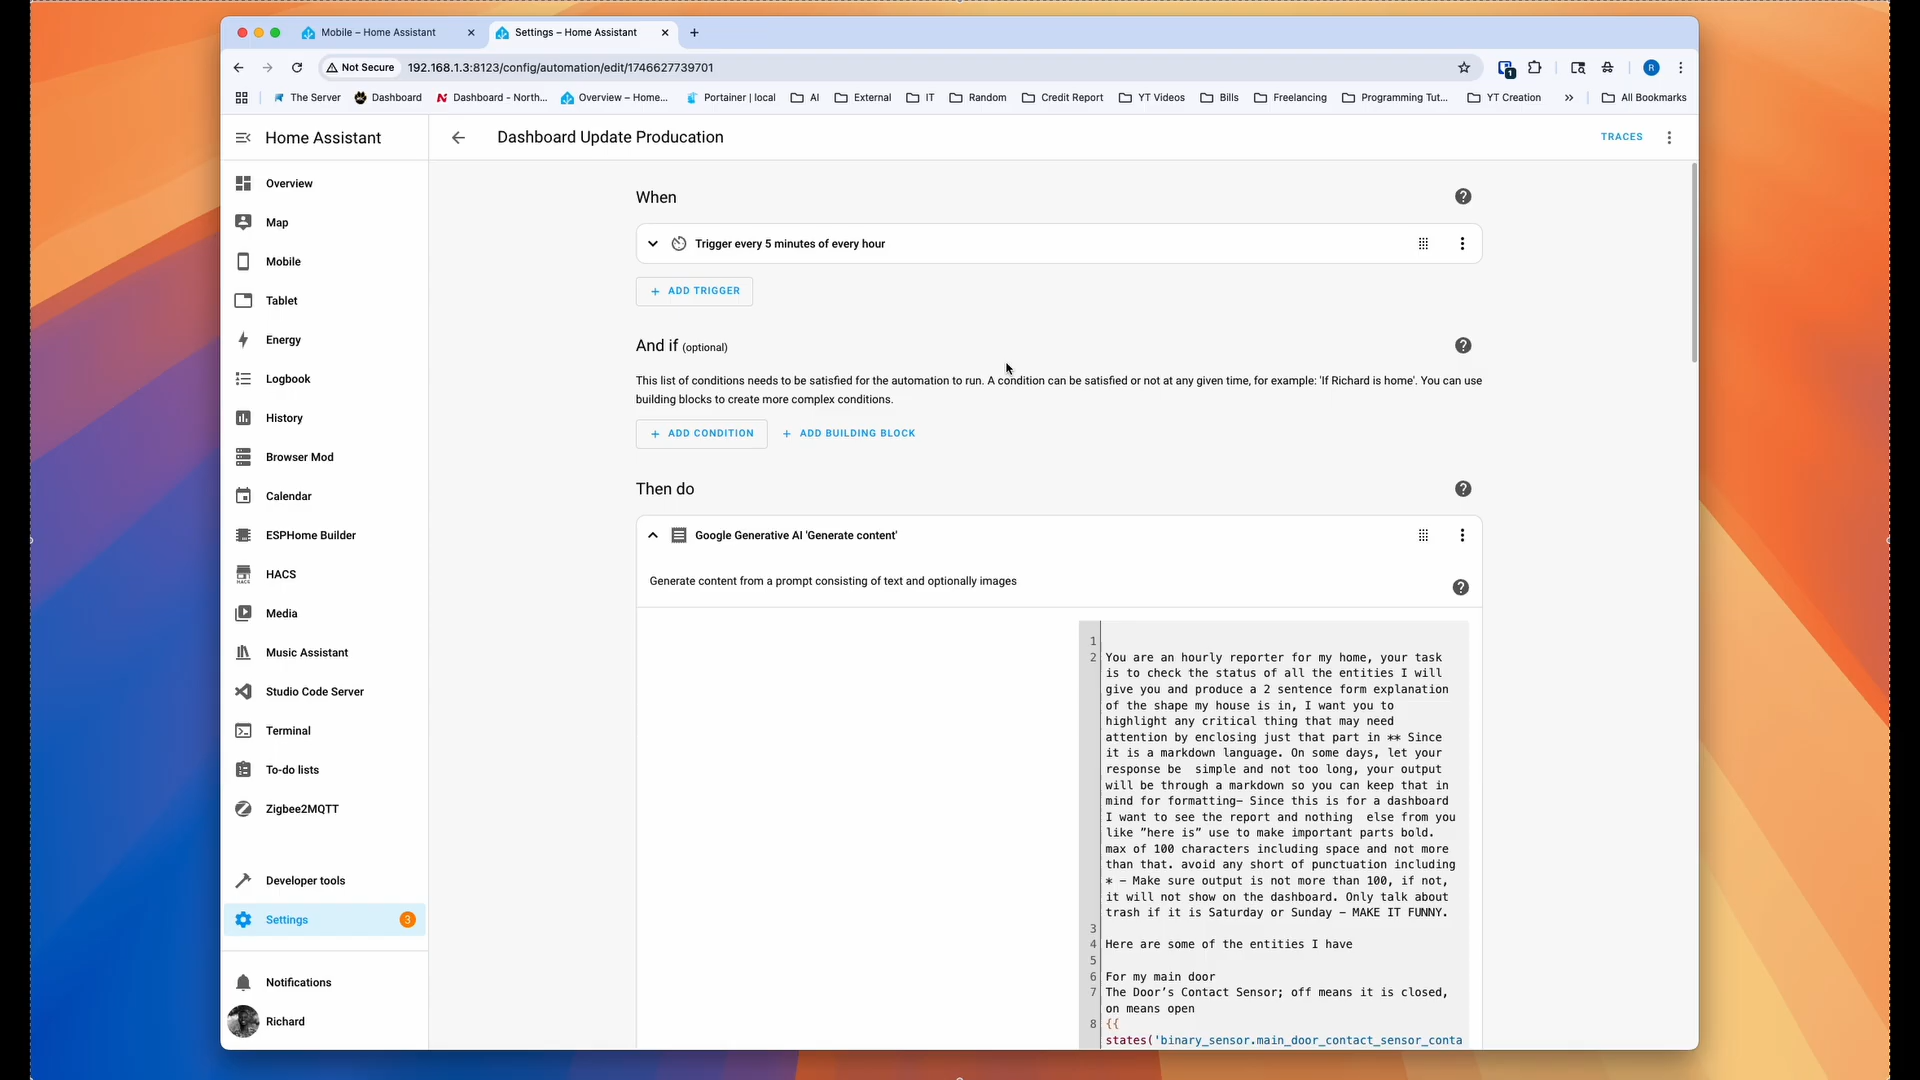 Mobile – Home Assistant
Settings – Home Assistant
Not Secure
192.168.1.3:8123/config/automation/edit/1746627739701
1
R
The Server
Dashboard
Dashboard - North...
Overview – Home...
Portainer | local
AI
External
IT
Random
Credit Report
YT Videos
Bills
Freelancing
Programming Tut...
YT Creation
All Bookmarks
Home Assistant
Dashboard Update Producation
TRACES
Overview
Map
Mobile
Tablet
Energy
Logbook
History
Browser Mod
Calendar
ESPHome Builder
HACS
Media
Music Assistant
Studio Code Server
Terminal
To-do lists
Zigbee2MQTT
Developer tools
Settings
3
Notifications
Richard
When
Trigger every 5 minutes of every hour
+ ADD TRIGGER
And if (optional)
This list of conditions needs to be satisfied for the automation to run. A condition can be satisfied or not at any given time, for example: 'If Richard is home'. You can use
building blocks to create more complex conditions.
+ ADD CONDITION
+ ADD BUILDING BLOCK
Then do
Google Generative AI 'Generate content'
Generate content from a prompt consisting of text and optionally images
1
2 You are an hourly reporter for my home, your task
is to check the status of all the entities I will
give you and produce a 2 sentence form explanation
of the shape my house is in, I want you to
highlight any critical thing that may need
attention by enclosing just that part in ** Since
it is a markdown language. On some days, let your
response be  simple and not too long, your output
will be through a markdown so you can keep that in
mind for formatting– Since this is for a dashboard
I want to see the report and nothing  else from you
like ”here is” use to make important parts bold.
max of 100 characters including space and not more
than that. avoid any short of punctuation including
* – Make sure output is not more than 100, if not,
it will not show on the dashboard. Only talk about
trash if it is Saturday or Sunday – MAKE IT FUNNY.
3
4 Here are some of the entities I have
5
6 For my main door
7 The Door’s Contact Sensor; off means it is closed,
on means open
8 {{
states('binary_sensor.main_door_contact_sensor_conta